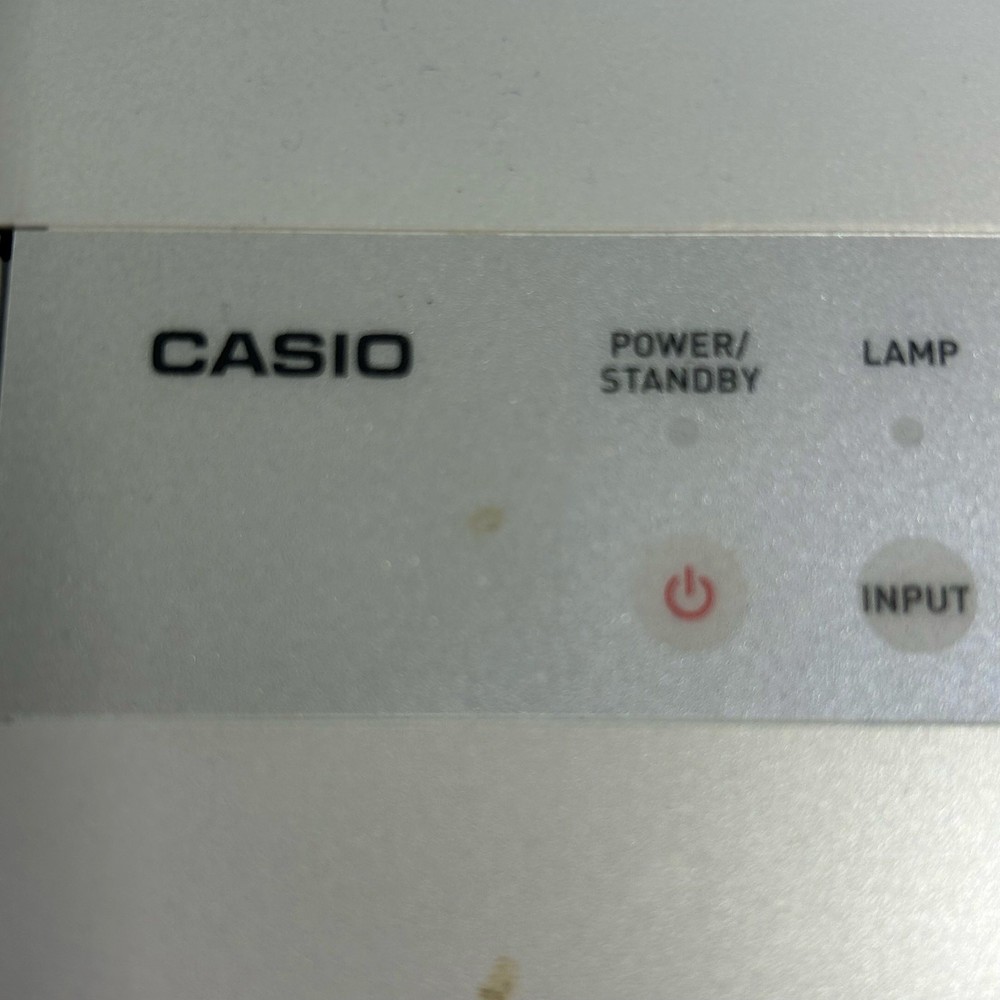 CASIO
POWER/
STANDBY
LAMP
INPUT